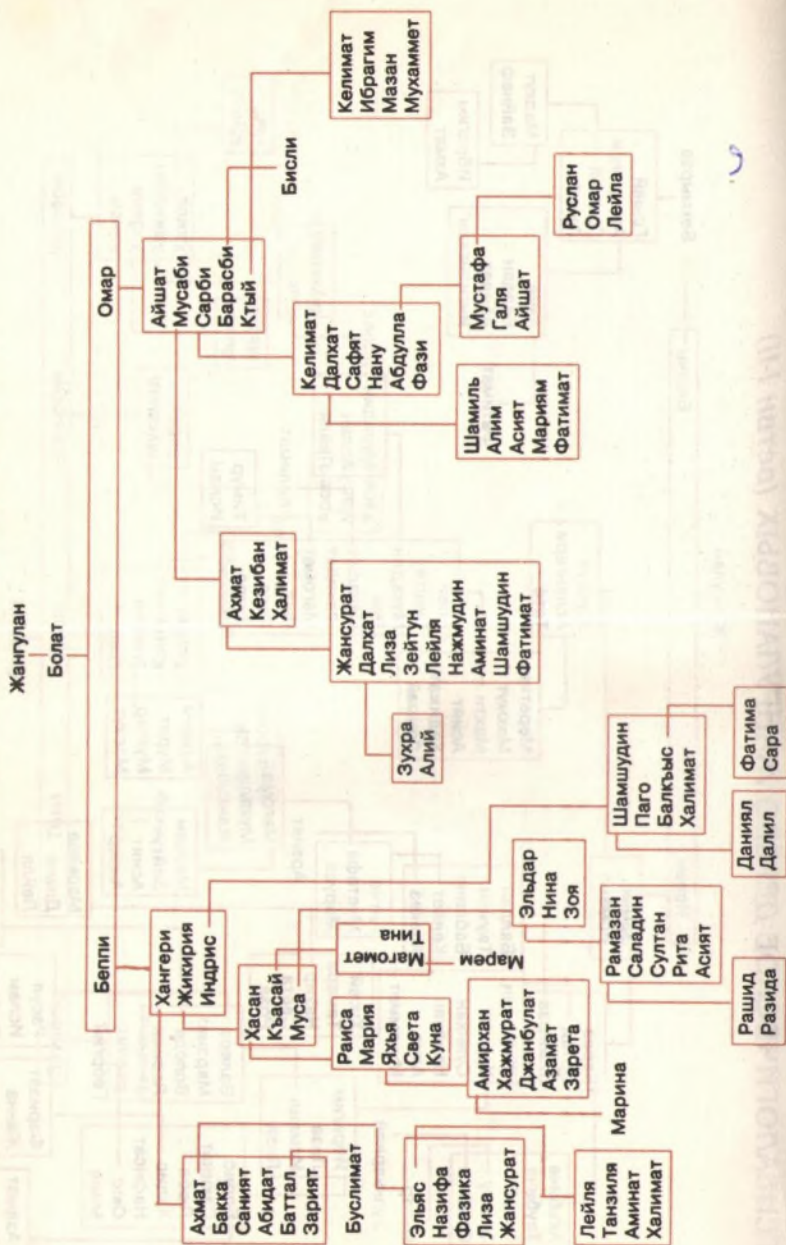 Жангулан
Болат
Беппи
Омар
Хангери
Жикирия
Индрис
Айшат
Мусаби
Сарби
Барасби
Ктый
Ахмат
Бакка
Саният
Абидат
Баттал
Зарият
Хасан
Къасай
Муса
Ахмат
Кезибан
Халимат
Келимат
Далхат
Сафят
Нану
Абдулла
Фази
Бисли
Келимат
Ибрагим
Мазан
Мухаммет
Буслимат
Раиса
Мария
Яхья
Света
Куна
Магомет
Тина
Марем
Жансурат
Далхат
Лиза
Зейтун
Лейля
Нажмудин
Аминат
Шамшудин
Фатимат
Зухра
Алий
Шамиль
Алим
Асият
Мариям
Фатимат
Мустафа
Галя
Айшат
Руслан
Омар
Лейла
Эльяс
Назифа
Фазика
Лиза
Жансурат
Амирхан
Хажмурат
Джанбулат
Азамат
Зарета
Эльдар
Нина
Зоя
Шамшудин
Паго
Балкъыс
Халимат
Лейля
Танзиля
Аминат
Халимат
Марина
Рамазан
Саладин
Султан
Рита
Асият
Рашид
Разида
Даниял
Далил
Фатима
Сара